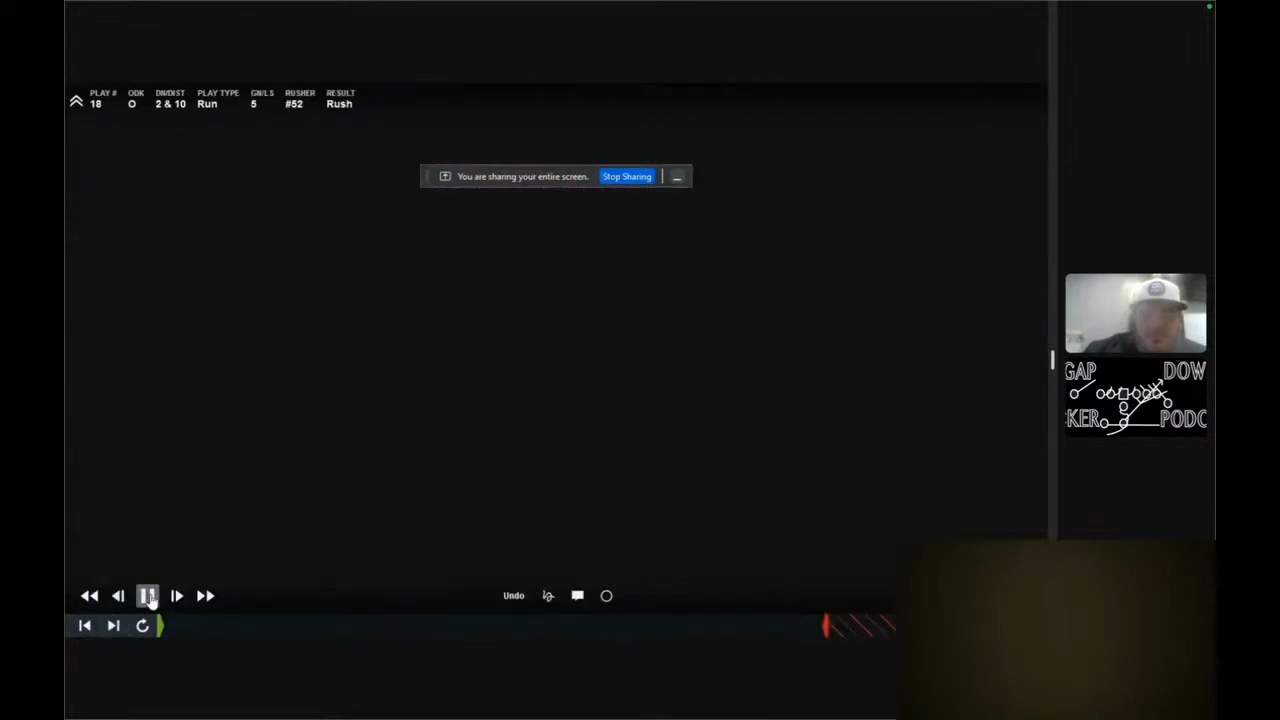 PLAY # ODK DN/DIST PLAY TYPE GN/LS RUSHER RESULT
18 O 2 & 10 Run 5 #52 Rush
You are sharing your entire screen. Stop Sharing
GAP DOW
CKER PODC
Undo